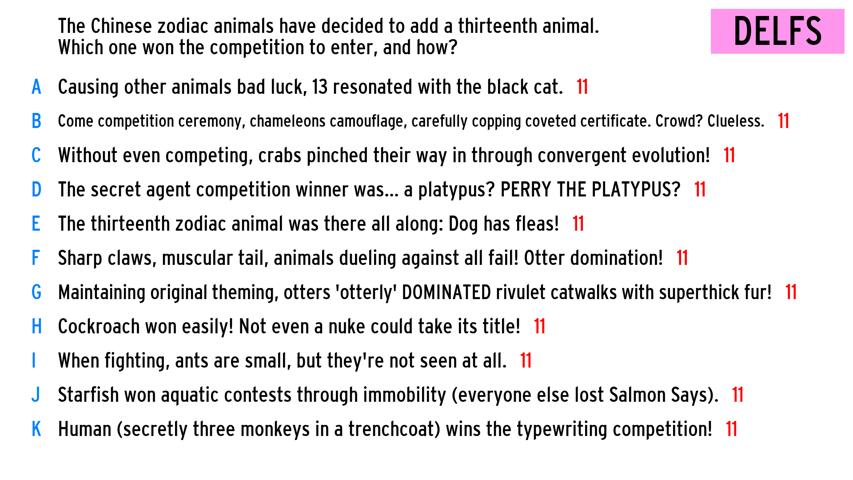 The Chinese zodiac animals have decided to add a thirteenth animal.
Which one won the competition to enter, and how?
DELFS
A Causing other animals bad luck, 13 resonated with the black cat. 11
B Come competition ceremony, chameleons camouflage, carefully copping coveted certificate. Crowd? Clueless. 11
C Without even competing, crabs pinched their way in through convergent evolution! 11
D The secret agent competition winner was... a platypus? PERRY THE PLATYPUS? 11
E The thirteenth zodiac animal was there all along: Dog has fleas! 11
F Sharp claws, muscular tail, animals dueling against all fail! Otter domination! 11
G Maintaining original theming, otters 'otterly' DOMINATED rivulet catwalks with superthick fur! 11
H Cockroach won easily! Not even a nuke could take its title! 11
I When fighting, ants are small, but they're not seen at all. 11
J Starfish won aquatic contests through immobility (everyone else lost Salmon Says). 11
K Human (secretly three monkeys in a trenchcoat) wins the typewriting competition! 11